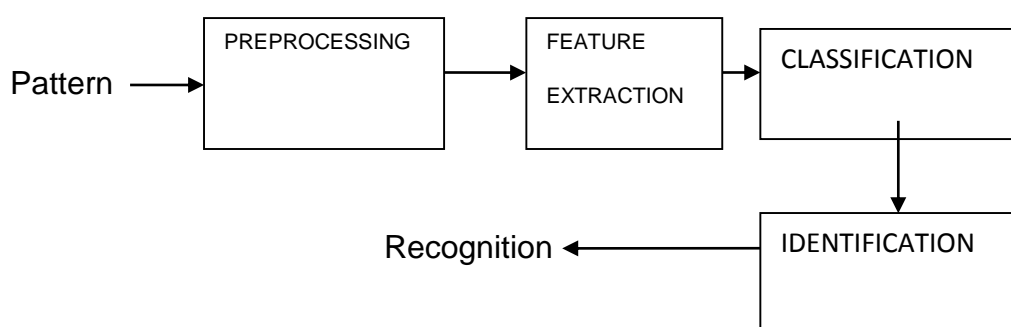 Pattern
PREPROCESSING
FEATURE
EXTRACTION
CLASSIFICATION
IDENTIFICATION
Recognition